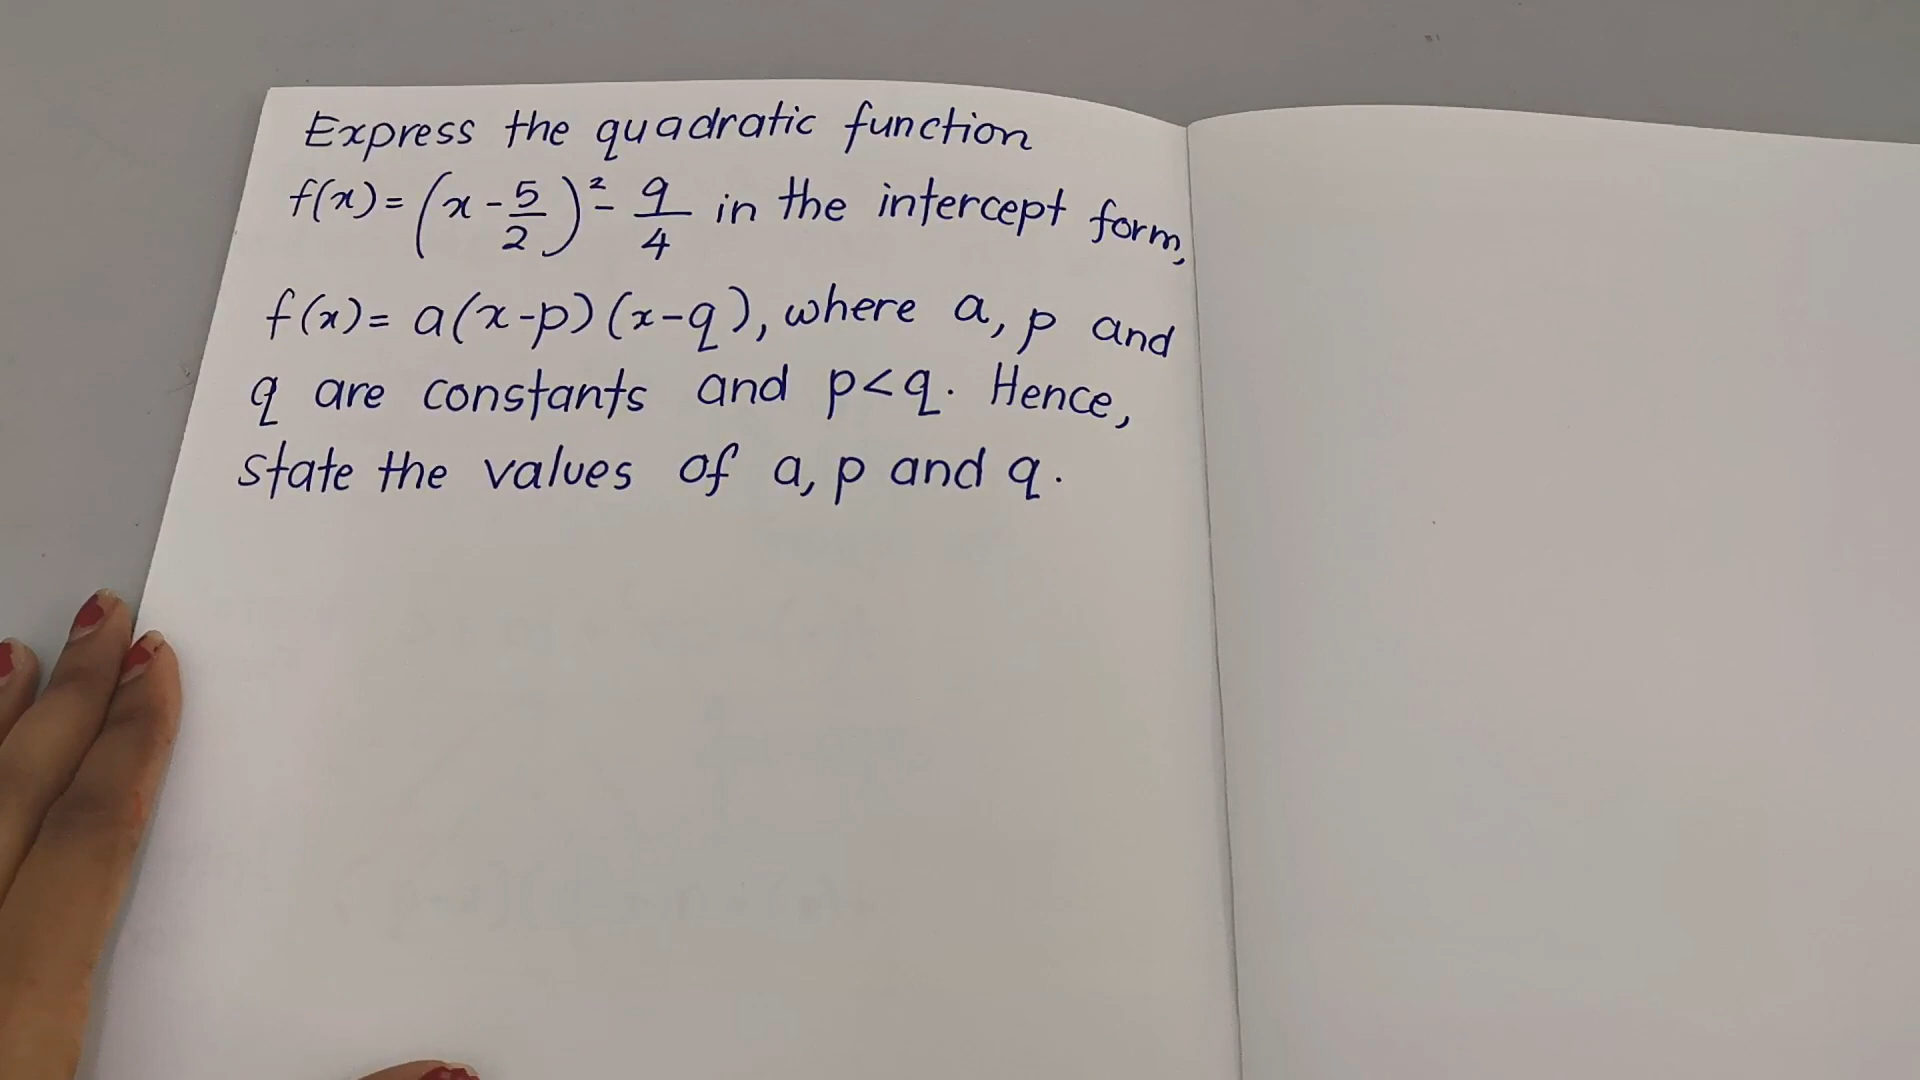 Express the quadratic function
f(x) = (x - 5/2)² - 9/4 in the intercept form,
f(x) = a(x-p)(x-q), where a, p and
q are constants and p<q. Hence,
state the values of a, p and q.